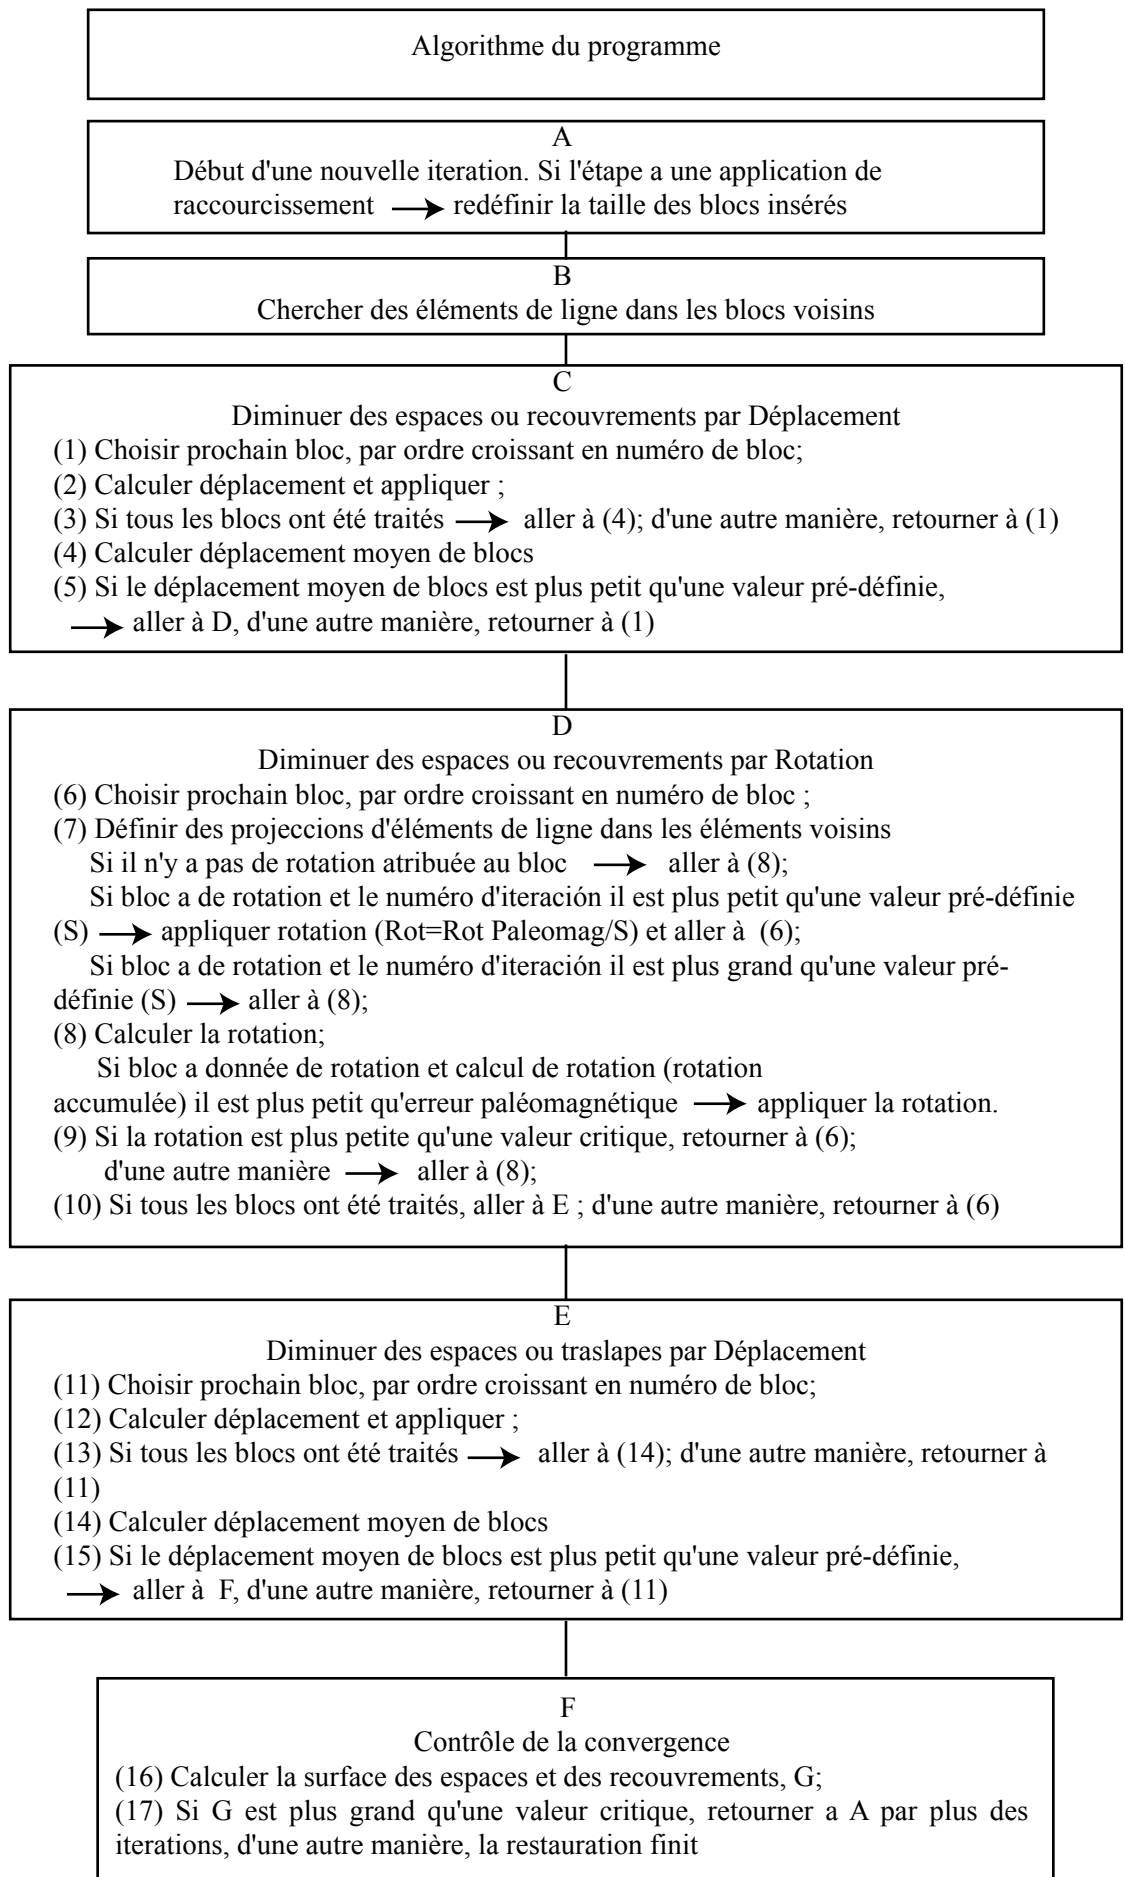 Algorithme du programme
A
Début d'une nouvelle iteration. Si l'étape a une application de
raccourcissement → redéfinir la taille des blocs insérés
B
Chercher des éléments de ligne dans les blocs voisins
C
Diminuer des espaces ou recouvrements par Déplacement
(1) Choisir prochain bloc, par ordre croissant en numéro de bloc;
(2) Calculer déplacement et appliquer ;
(3) Si tous les blocs ont été traités → aller à (4); d'une autre manière, retourner à (1)
(4) Calculer déplacement moyen de blocs
(5) Si le déplacement moyen de blocs est plus petit qu'une valeur pré-définie,
→ aller à D, d'une autre manière, retourner à (1)
D
Diminuer des espaces ou recouvrements par Rotation
(6) Choisir prochain bloc, par ordre croissant en numéro de bloc ;
(7) Définir des projeccions d'éléments de ligne dans les éléments voisins
Si il n'y a pas de rotation atribuée au bloc → aller à (8);
Si bloc a de rotation et le numéro d'iteración il est plus petit qu'une valeur pré-définie
(S) → appliquer rotation (Rot=Rot Paleomag/S) et aller à (6);
Si bloc a de rotation et le numéro d'iteración il est plus grand qu'une valeur pré-
définie (S) → aller à (8);
(8) Calculer la rotation;
Si bloc a donnée de rotation et calcul de rotation (rotation
accumulée) il est plus petit qu'erreur paléomagnétique → appliquer la rotation.
(9) Si la rotation est plus petite qu'une valeur critique, retourner à (6);
d'une autre manière → aller à (8);
(10) Si tous les blocs ont été traités, aller à E ; d'une autre manière, retourner à (6)
E
Diminuer des espaces ou traslapes par Déplacement
(11) Choisir prochain bloc, par ordre croissant en numéro de bloc;
(12) Calculer déplacement et appliquer ;
(13) Si tous les blocs ont été traités → aller à (14); d'une autre manière, retourner à
(11)
(14) Calculer déplacement moyen de blocs
(15) Si le déplacement moyen de blocs est plus petit qu'une valeur pré-définie,
→ aller à F, d'une autre manière, retourner à (11)
F
Contrôle de la convergence
(16) Calculer la surface des espaces et des recouvrements, G;
(17) Si G est plus grand qu'une valeur critique, retourner a A par plus des
iterations, d'une autre manière, la restauration finit